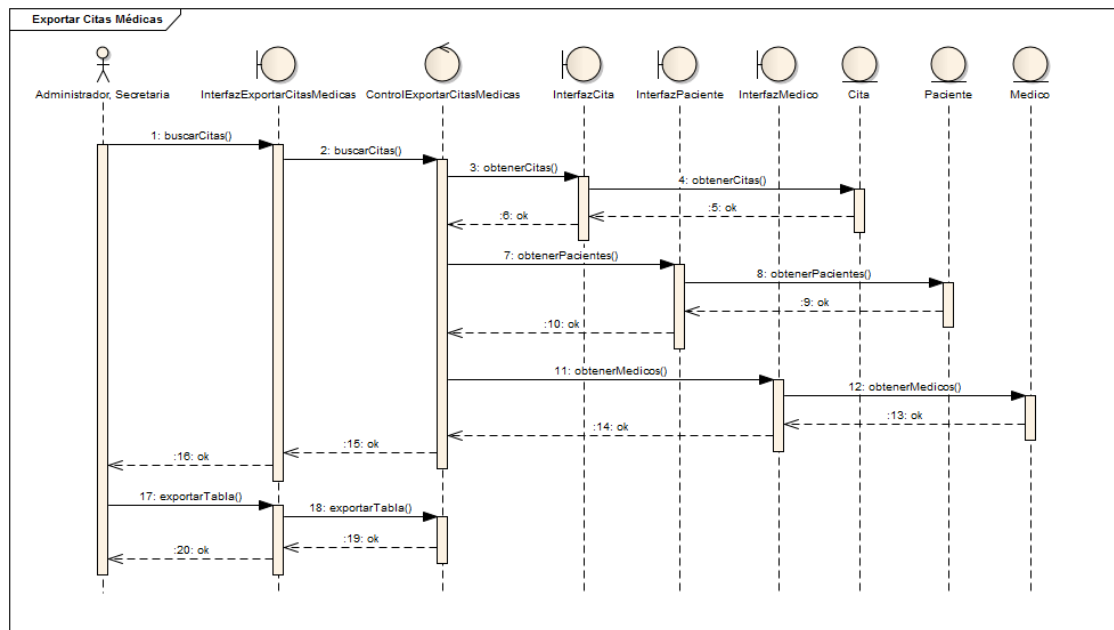 Exportar Citas Médicas
Administrador, Secretaria
InterfazExportarCitasMedicas
ControlExportarCitasMedicas
InterfazCita
InterfazPaciente
InterfazMedico
Cita
Paciente
Medico
1: buscarCitas()
2: buscarCitas()
3: obtenerCitas()
4: obtenerCitas()
:5: ok
:6: ok
7: obtenerPacientes()
8: obtenerPacientes()
:9: ok
:10: ok
11: obtenerMedicos()
12: obtenerMedicos()
:13: ok
:14: ok
:15: ok
:16: ok
17: exportarTabla()
18: exportarTabla()
:19: ok
:20: ok